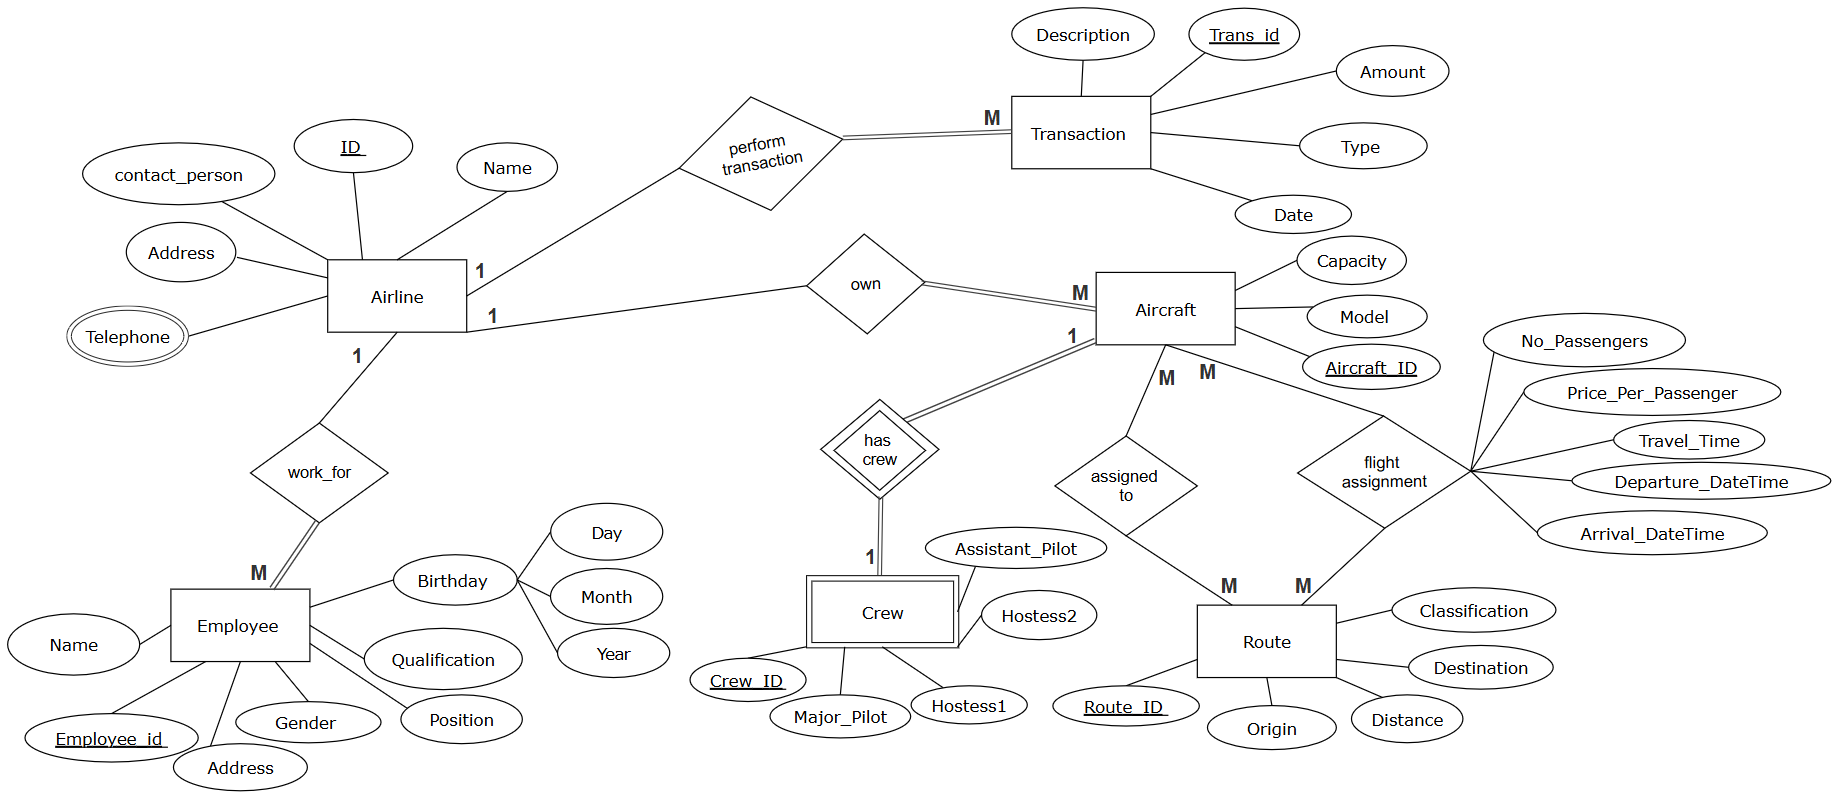 Description
Trans_id
Amount
M
Transaction
perform
transaction
ID
Name
contact_person
Type
Date
Address
Capacity
1
Airline
own
M
Aircraft
Model
1
Telephone
1
1
No_Passengers
Aircraft_ID
M
M
Price_Per_Passenger
has
crew
Travel_Time
work_for
assigned
to
flight
assignment
Departure_DateTime
Day
Arrival_DateTime
Assistant_Pilot
1
M
Birthday
M
M
Month
Classification
Crew
Hostess2
Employee
Route
Name
Qualification
Year
Destination
Crew_ID
Major_Pilot
Hostess1
Route_ID
Gender
Position
Origin
Distance
Employee_id
Address